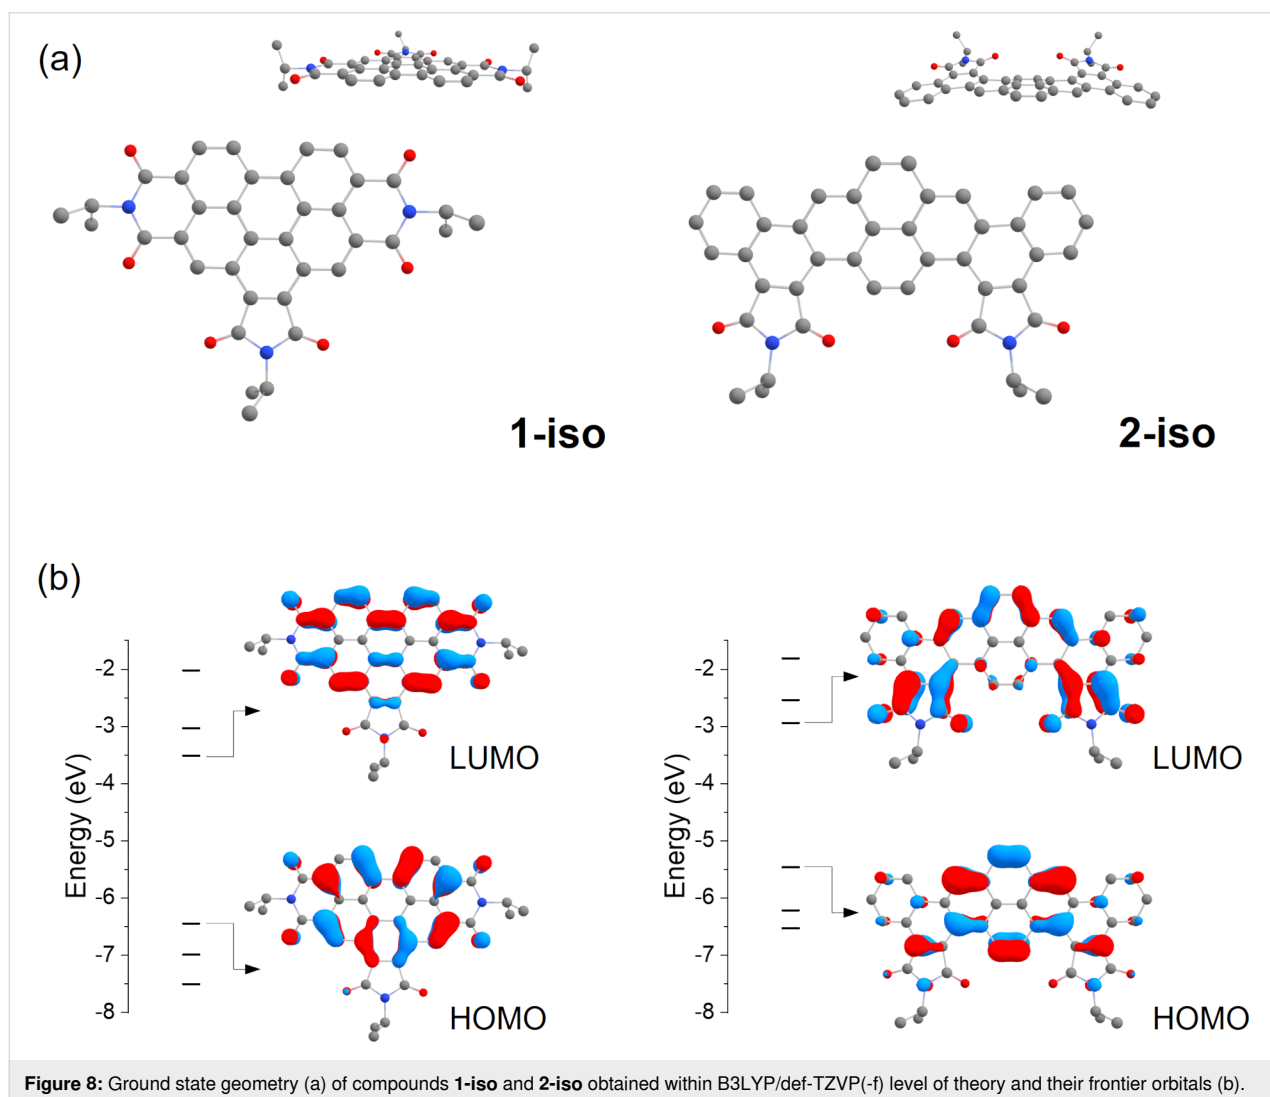 (a)
1-iso
2-iso
(b)
Energy (eV)
-2
-3
-4
-5
-6
-7
-8
LUMO
HOMO
Energy (eV)
-2
-3
-4
-5
-6
-7
-8
LUMO
HOMO
Figure 8: Ground state geometry (a) of compounds 1-iso and 2-iso obtained within B3LYP/def-TZVP(-f) level of theory and their frontier orbitals (b).